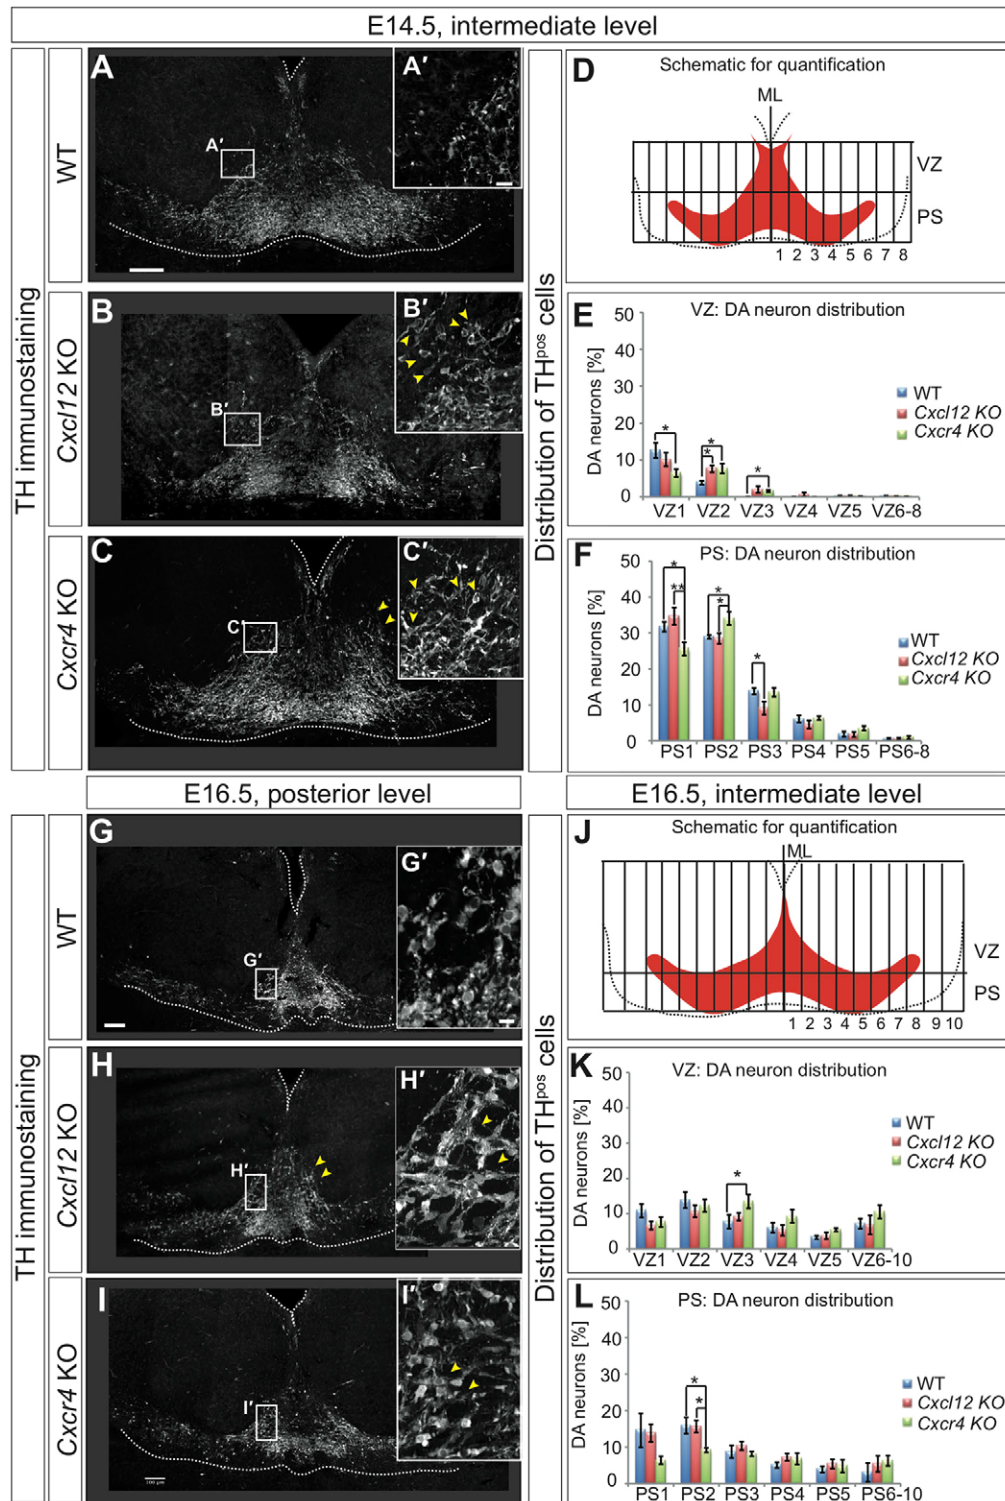 E14.5, intermediate level
TH immunostaining
WT
Cxcl12 KO
Cxcr4 KO
A
A′
A′
B
B′
B′
C
C′
C′
Distribution of THpos cells
D
Schematic for quantification
ML
VZ
PS
1 2 3 4 5 6 7 8
E
VZ: DA neuron distribution
DA neurons [%]
50
40
30
20
10
0
* * * *
VZ1 VZ2 VZ3 VZ4 VZ5 VZ6-8
WT
Cxcl12 KO
Cxcr4 KO
F
PS: DA neuron distribution
DA neurons [%]
50
40
30
20
10
0
* ** * * *
PS1 PS2 PS3 PS4 PS5 PS6-8
WT
Cxcl12 KO
Cxcr4 KO
E16.5, posterior level
E16.5, intermediate level
TH immunostaining
WT
Cxcl12 KO
Cxcr4 KO
G
G′
G′
H
H′
H′
I
I′
I′
100 µm
Distribution of THpos cells
J
Schematic for quantification
ML
VZ
PS
1 2 3 4 5 6 7 8 9 10
K
VZ: DA neuron distribution
DA neurons [%]
50
40
30
20
10
0
*
VZ1 VZ2 VZ3 VZ4 VZ5 VZ6-10
WT
Cxcl12 KO
Cxcr4 KO
L
PS: DA neuron distribution
DA neurons [%]
50
40
30
20
10
0
* *
PS1 PS2 PS3 PS4 PS5 PS6-10
WT
Cxcl12 KO
Cxcr4 KO